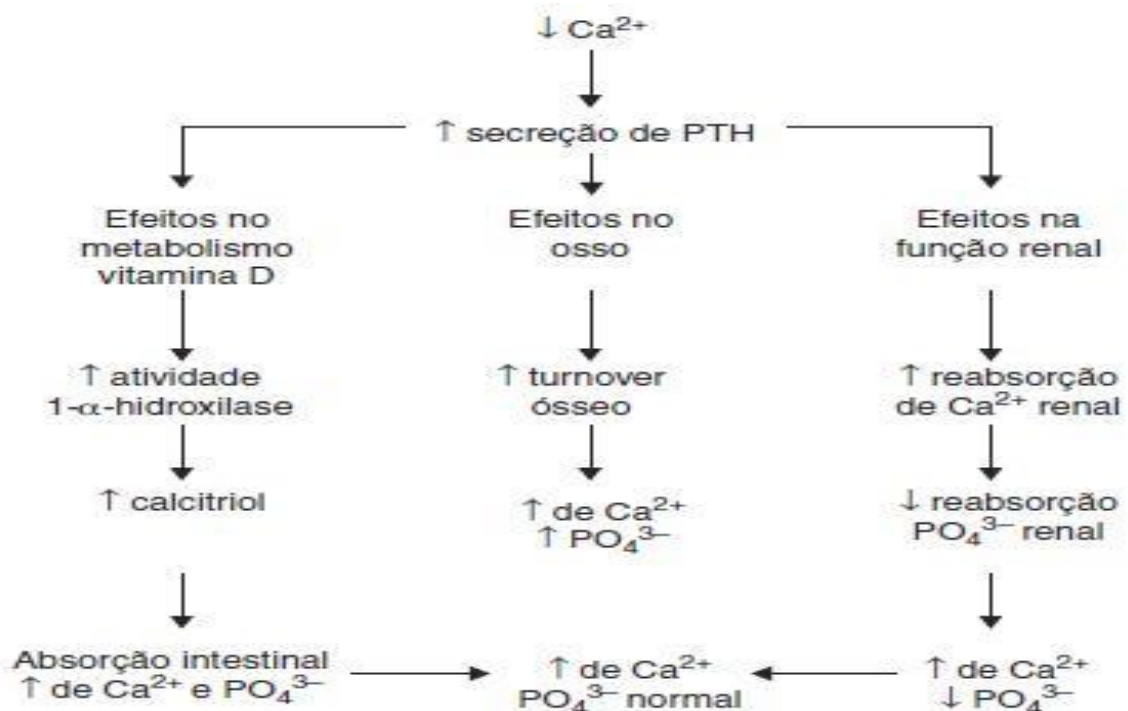 ↓ Ca²⁺
↑ secreção de PTH
Efeitos no
metabolismo
vitamina D
Efeitos no
osso
Efeitos na
função renal
↑ atividade
1-α-hidroxilase
↑ turnover
ósseo
↑ reabsorção
de Ca²⁺ renal
↑ calcitriol
↑ de Ca²⁺
↑ PO₄³⁻
↓ reabsorção
PO₄³⁻ renal
Absorção intestinal
↑ de Ca²⁺ e PO₄³⁻
↑ de Ca²⁺
PO₄³⁻ normal
↑ de Ca²⁺
↓ PO₄³⁻